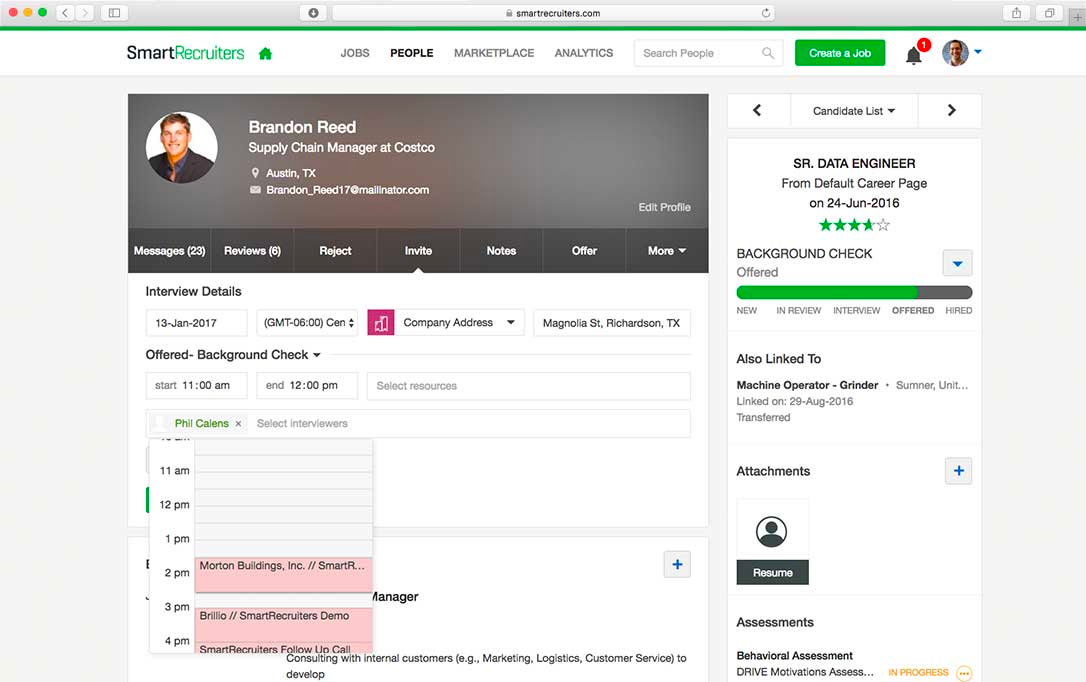 smartrecruiters.com
SmartRecruiters
JOBS
PEOPLE
MARKETPLACE
ANALYTICS
Search People
Create a Job
1
Brandon Reed
Supply Chain Manager at Costco
Austin, TX
Brandon_Reed17@mailinator.com
Edit Profile
Messages (23)
Reviews (6)
Reject
Invite
Notes
Offer
More
Interview Details
13-Jan-2017
(GMT-06:00) Cen
Company Address
Magnolia St, Richardson, TX
Offered- Background Check
start 11:00 am
end 12:00 pm
Select resources
Phil Calens ×
Select interviewers
11 am
12 pm
1 pm
2 pm
3 pm
4 pm
Morton Buildings, Inc. // SmartR...
Brillio // SmartRecruiters Demo
SmartRecruiters Follow Up Call
Manager
Consulting with internal customers (e.g., Marketing, Logistics, Customer Service) to
develop
Candidate List
SR. DATA ENGINEER
From Default Career Page
on 24-Jun-2016
BACKGROUND CHECK
Offered
NEW
IN REVIEW
INTERVIEW
OFFERED
HIRED
Also Linked To
Machine Operator - Grinder • Sumner, Unit...
Linked on: 29-Aug-2016
Transferred
Attachments
Resume
Assessments
Behavioral Assessment
DRIVE Motivations Assess...
IN PROGRESS